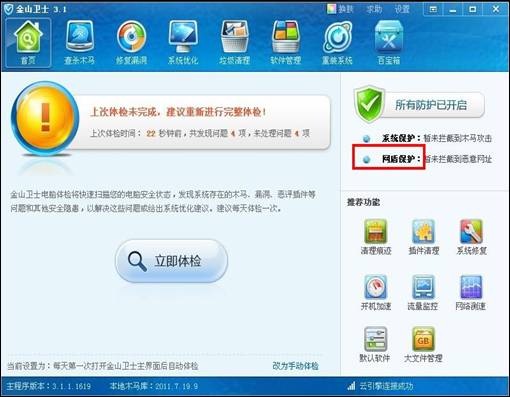 金山卫士 3.1
换肤 求助 设置
首页 查杀木马 修复漏洞 系统优化 垃圾清理 软件管理 重装系统 百宝箱
上次体检未完成，建议重新进行完整体检！
上次体检时间： 22 秒钟前，共发现问题 4 项，未处理问题 4 项
金山卫士电脑体检将快速扫描您的电脑安全状态，发现系统存在的木马、漏洞、恶评插件等
问题和其他安全隐患，以解决这些问题或给出系统优化建议。建议每天体检一次。
立即体检
当前设置为：每天第一次打开金山卫士主界面后自动体检 改为手动体检
所有防护已开启
系统保护：暂未拦截到木马攻击
网盾保护：暂未拦截到恶意网址
推荐功能
清理痕迹 插件清理 系统修复
开机加速 流量监控 网络测速
默认软件 大文件管理
GB
主程序版本：3.1.1.1619 本地木马库：2011.7.19.9 云引擎连接成功